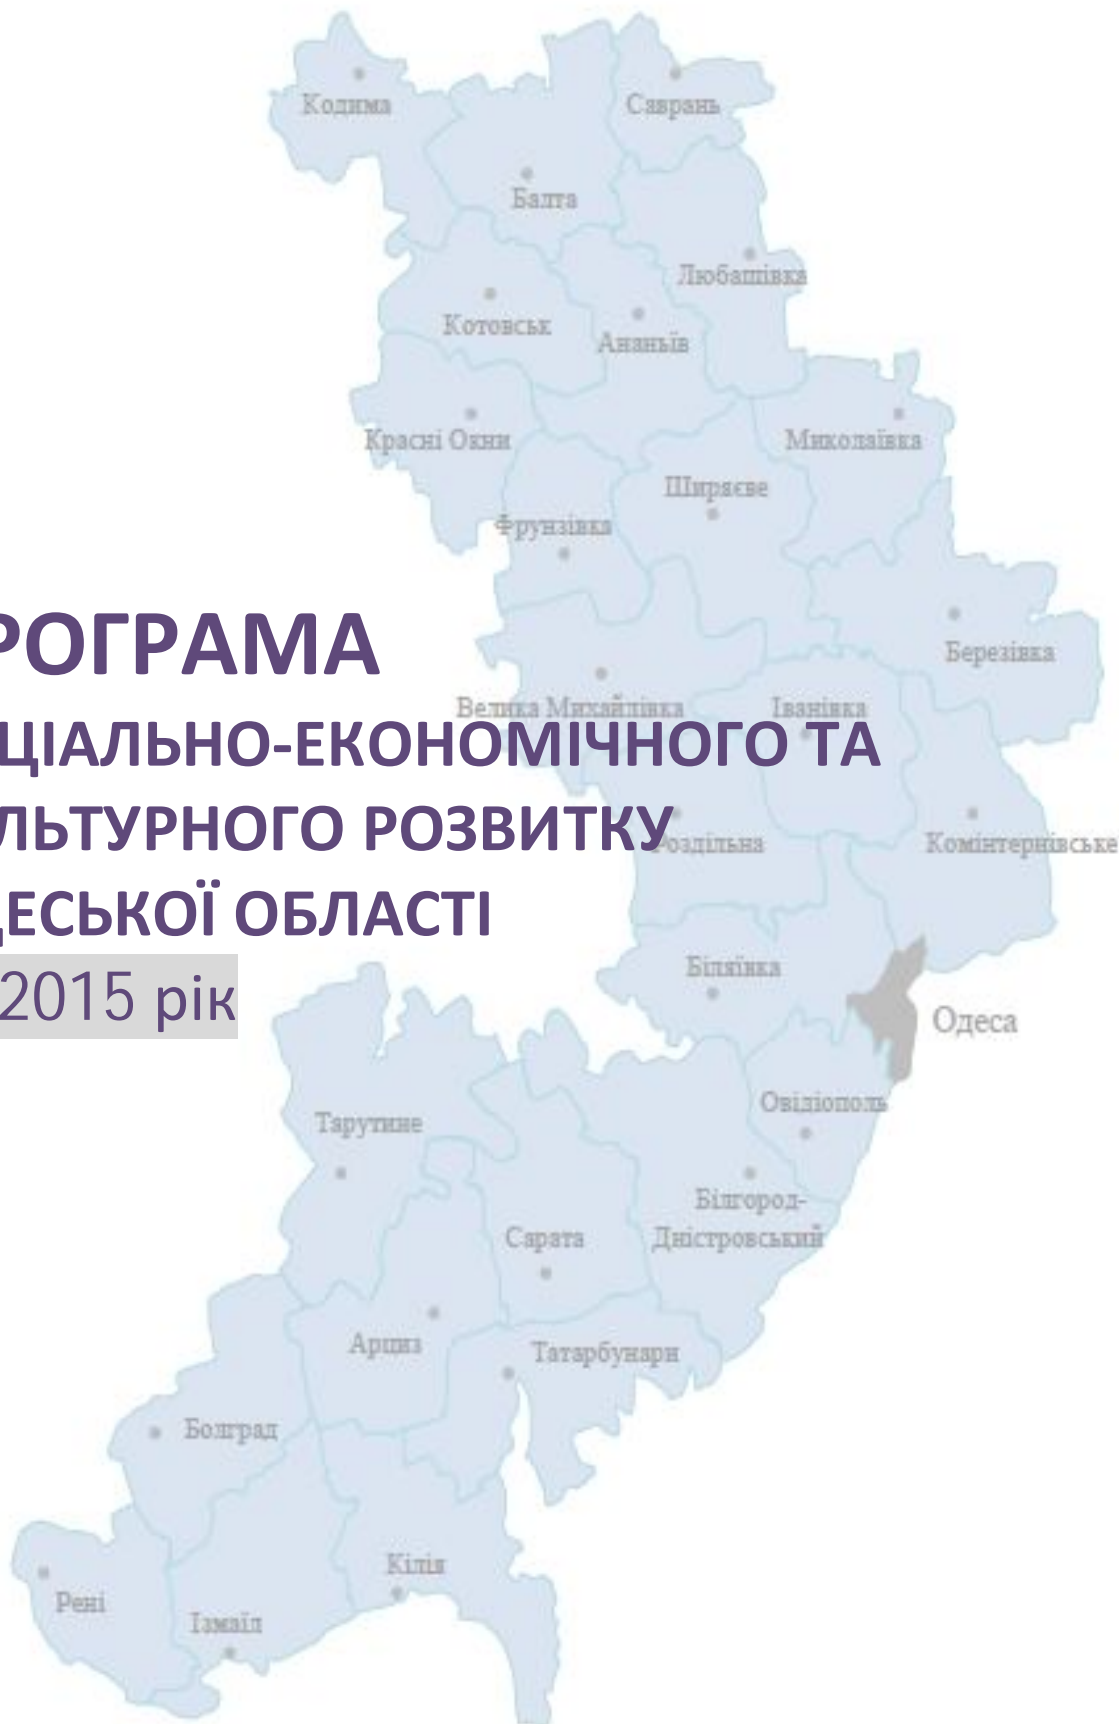 Кодима
Саврань
Балта
Любашівка
Котовськ
Ананьїв
Красні Окни
Миколаївка
Ширяєве
Фрунзівка
РОГРАМА
Березівка
Велика Михайлівка
Іванівка
ЦІАЛЬНО-ЕКОНОМІЧНОГО ТА
ЛЬТУРНОГО РОЗВИТКУ
Роздільна
Комінтернівське
ЕСЬКОЇ ОБЛАСТІ
Біляївка
2015 рік
Одеса
Овідіополь
Тарутине
Білгород-
Дністровський
Сарата
Арциз
Татарбунари
Болград
Кілія
Рені
Ізмаїл